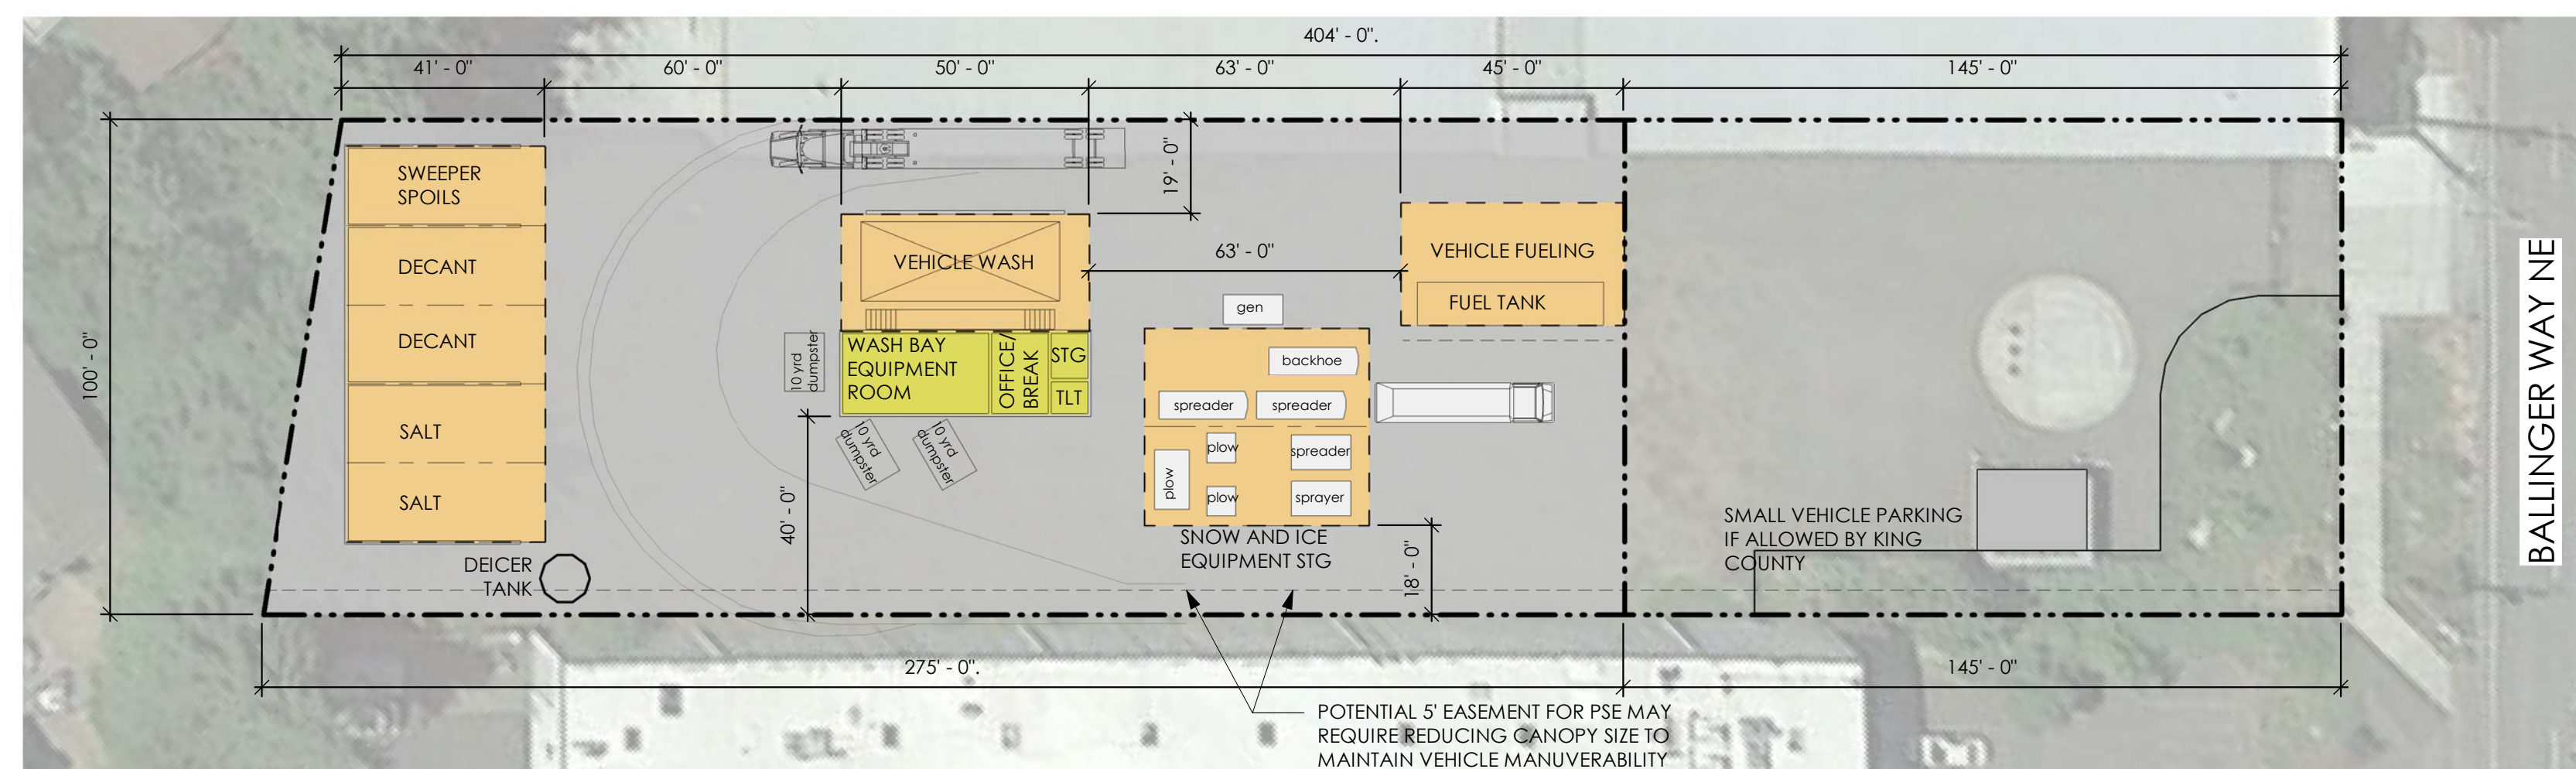 404' - 0".
41' - 0"
60' - 0"
50' - 0"
63' - 0"
45' - 0"
145' - 0"
100' - 0"
19' - 0"
SWEEPER
SPOILS
DECANT
DECANT
SALT
SALT
DEICER
TANK
VEHICLE WASH
WASH BAY
EQUIPMENT
ROOM
OFFICE/
BREAK
STG
TLT
10 yrd
dumpster
10 yrd
dumpster
10 yrd
dumpster
40' - 0"
63' - 0"
gen
backhoe
spreader
spreader
plow
plow
plow
spreader
sprayer
SNOW AND ICE
EQUIPMENT STG
18' - 0"
VEHICLE FUELING
FUEL TANK
SMALL VEHICLE PARKING
IF ALLOWED BY KING
COUNTY
BALLINGER WAY NE
275' - 0".
145' - 0"
POTENTIAL 5' EASEMENT FOR PSE MAY
REQUIRE REDUCING CANOPY SIZE TO
MAINTAIN VEHICLE MANUVERABILITY